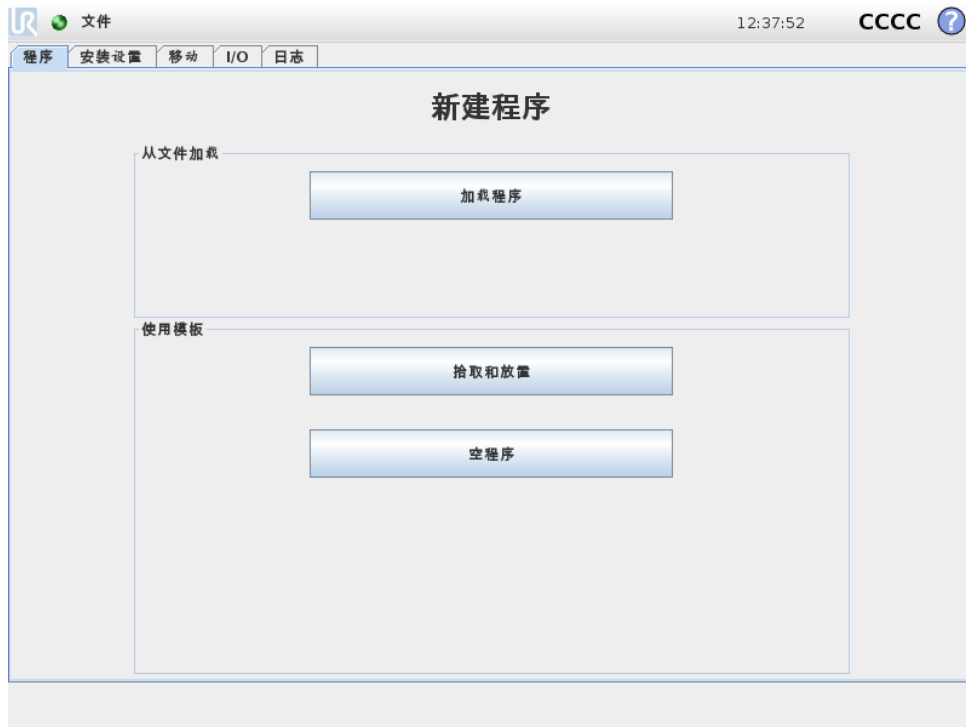 UR 文件 12:37:52 CCCC ?
程序 安装设置 移动 I/O 日志
新建程序
从文件加载
加载程序
使用模板
拾取和放置
空程序